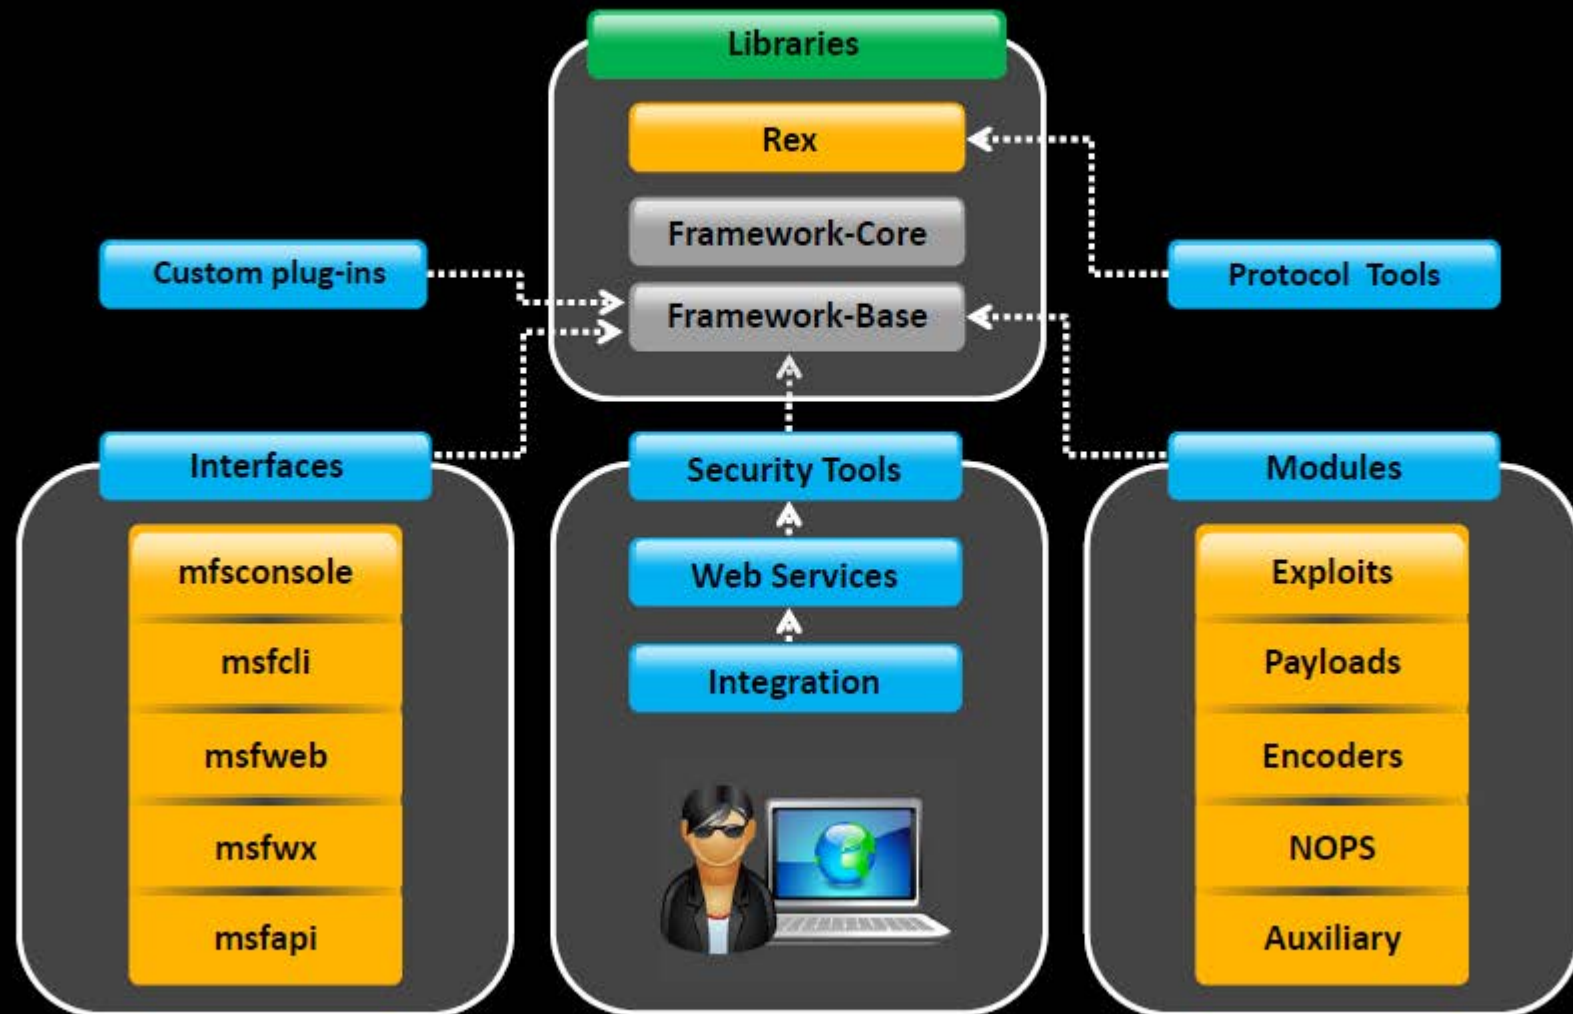 Libraries
Rex
Framework-Core
Custom plug-ins
Protocol Tools
Framework-Base
Interfaces
Security Tools
Modules
mfsconsole
msfcli
msfweb
msfwx
msfapi
Web Services
Integration
Exploits
Payloads
Encoders
NOPS
Auxiliary